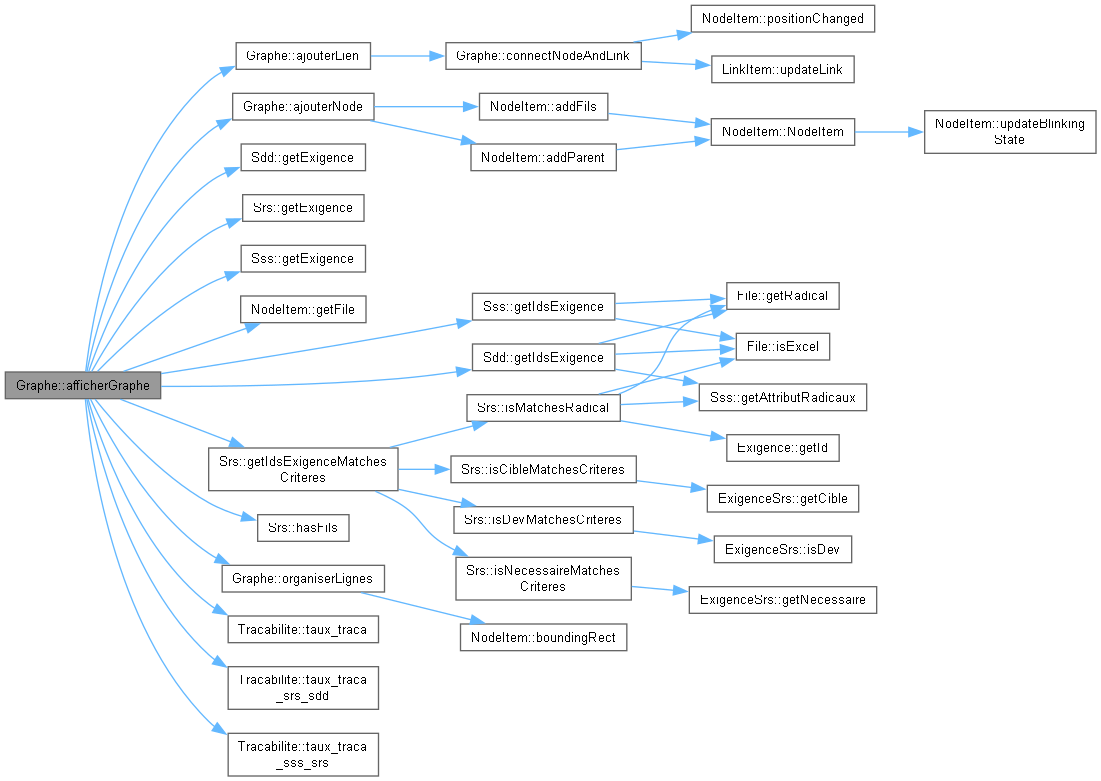 NodeItem::positionChanged
Graphe::ajouterLien
Graphe::connectNodeAndLink
LinkItem::updateLink
Graphe::ajouterNode
NodeItem::addFils
NodeItem::NodeItem
NodeItem::updateBlinking
State
NodeItem::addParent
Sdd::getExigence
Srs::getExigence
Sss::getExigence
NodeItem::getFile
Sss::getIdsExigence
File::getRadical
File::isExcel
Sdd::getIdsExigence
Graphe::afficherGraphe
Sss::getAttributRadicaux
Srs::isMatchesRadical
Exigence::getId
Srs::getIdsExigenceMatches
Criteres
Srs::isCibleMatchesCriteres
ExigenceSrs::getCible
Srs::isDevMatchesCriteres
Srs::hasFils
ExigenceSrs::isDev
Srs::isNecessaireMatches
Criteres
Graphe::organiserLignes
ExigenceSrs::getNecessaire
Tracabilite::taux_traca
NodeItem::boundingRect
Tracabilite::taux_traca
_srs_sdd
Tracabilite::taux_traca
_sss_srs